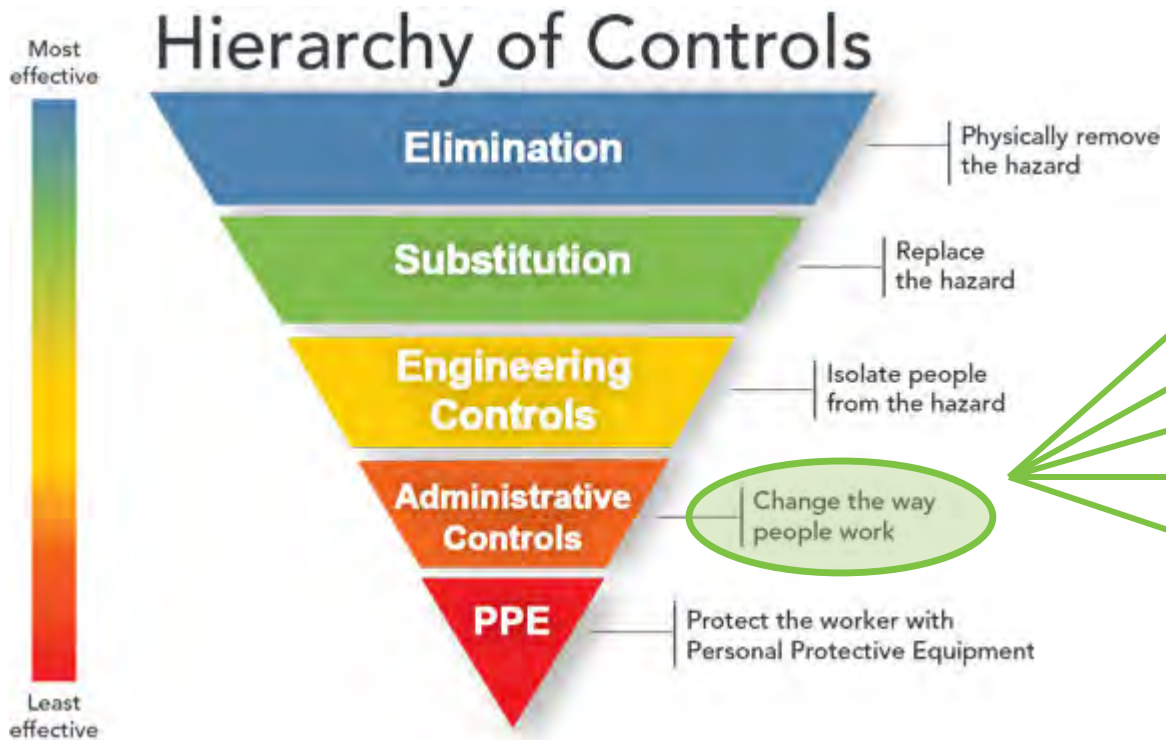 Hierarchy of Controls
Most
effective
Elimination
Physically remove
the hazard
Substitution
Replace
the hazard
Engineering
Controls
Isolate people
from the hazard
Administrative
Controls
Change the way
people work
PPE
Protect the worker with
Personal Protective Equipment
Least
effective